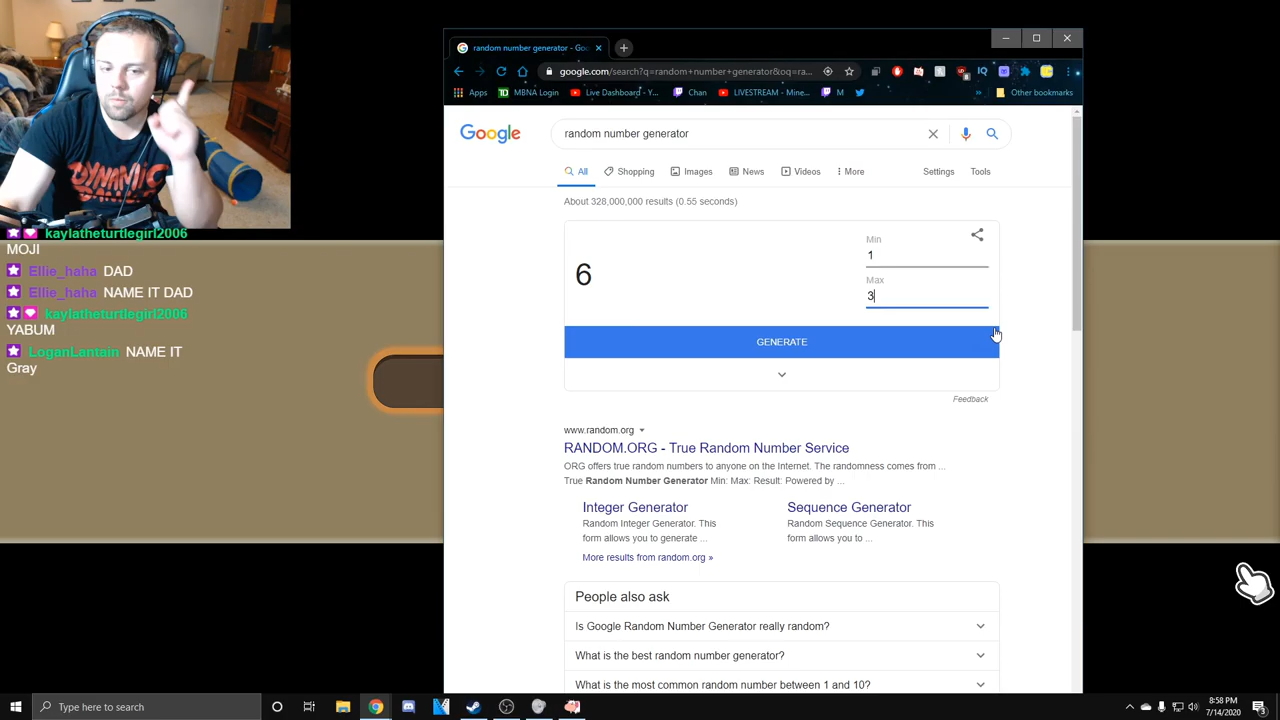 random number generator - Goo
google.com/search?q=random+number+generator&oq=ra...
Apps
MBNA Login
Live Dashboard - Y...
Chan
LIVESTREAM - Mine...
M
»
Other bookmarks
Google
random number generator
All
Shopping
Images
News
Videos
More
Settings
Tools
About 328,000,000 results (0.55 seconds)
6
Min
1
Max
3
GENERATE
Feedback
www.random.org
RANDOM.ORG - True Random Number Service
ORG offers true random numbers to anyone on the Internet. The randomness comes from ...
True Random Number Generator Min: Max: Result: Powered by ...
Integer Generator
Random Integer Generator. This
form allows you to generate ...
Sequence Generator
Random Sequence Generator. This
form allows you to ...
More results from random.org »
People also ask
Is Google Random Number Generator really random?
What is the best random number generator?
What is the most common random number between 1 and 10?
DYNAMIC
kaylatheturtlegirl2006
MOJI
Ellie_haha DAD
Ellie_haha NAME IT DAD
kaylatheturtlegirl2006
YABUM
LoganLantain NAME IT
Gray
Type here to search
8:58 PM
7/14/2020